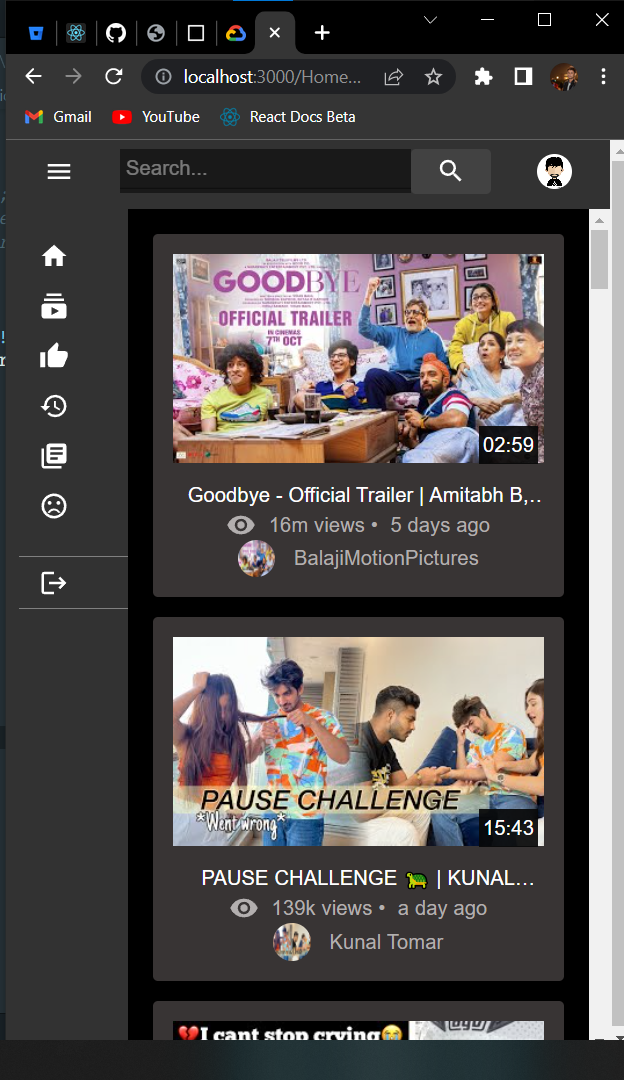 localhost:3000/Home...
Gmail
YouTube
React Docs Beta
Search...
GOODBYE
OFFICIAL TRAILER
IN CINEMAS
7TH OCT
02:59
Goodbye - Official Trailer | Amitabh B,..
16m views • 5 days ago
BalajiMotionPictures
PAUSE CHALLENGE
*Went wrong*
15:43
PAUSE CHALLENGE 🐢 | KUNAL...
139k views • a day ago
Kunal Tomar
💔I cant stop crying😭